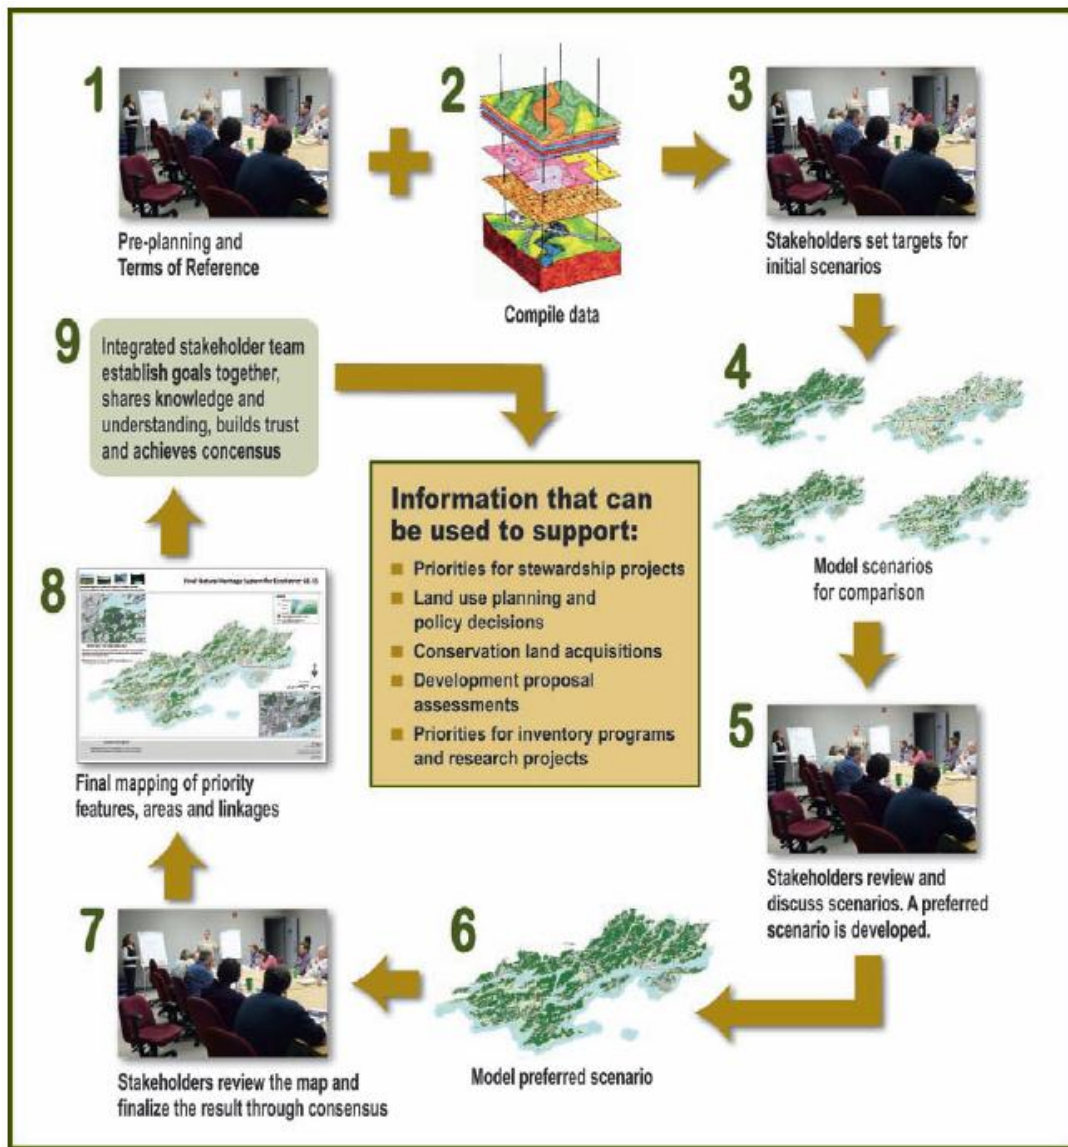 1
Pre-planning and
Terms of Reference
2
Compile data
3
Stakeholders set targets for
initial scenarios
4
Model scenarios
for comparison
5
Stakeholders review and
discuss scenarios. A preferred
scenario is developed.
6
Model preferred scenario
7
Stakeholders review the map and
finalize the result through consensus
8
Final Natural Heritage System for
Final mapping of priority
features, areas and linkages
9
Integrated stakeholder team
establish goals together,
shares knowledge and
understanding, builds trust
and achieves concensus
Information that can
be used to support:
Priorities for stewardship projects
Land use planning and
policy decisions
Conservation land acquisitions
Development proposal
assessments
Priorities for inventory programs
and research projects